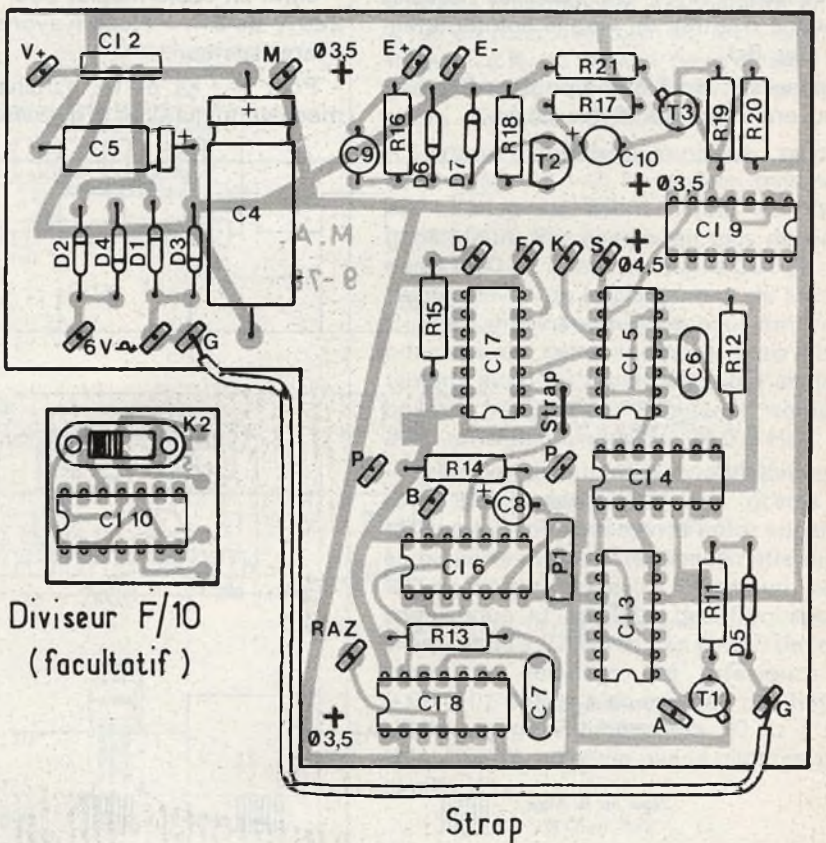 V+
CI 2
M
Ø3,5
E+
E-
R21
R17
T3
R19
R20
C9
R16
D6
D7
R18
T2
C10
C5
C4
Ø3,5
CI 9
M.A.
9-78
D
F
K
S
Ø4,5
D2
D4
D1
D3
6V~
G
R15
CI 7
CI 5
C6
R12
Strap
K2
CI 10
P
R14
P
CI 4
B
C8
CI 6
P1
CI 3
R11
D5
Diviseur F/10
(facultatif)
RAZ
R13
CI 8
C7
Ø3,5
A
T1
G
Strap